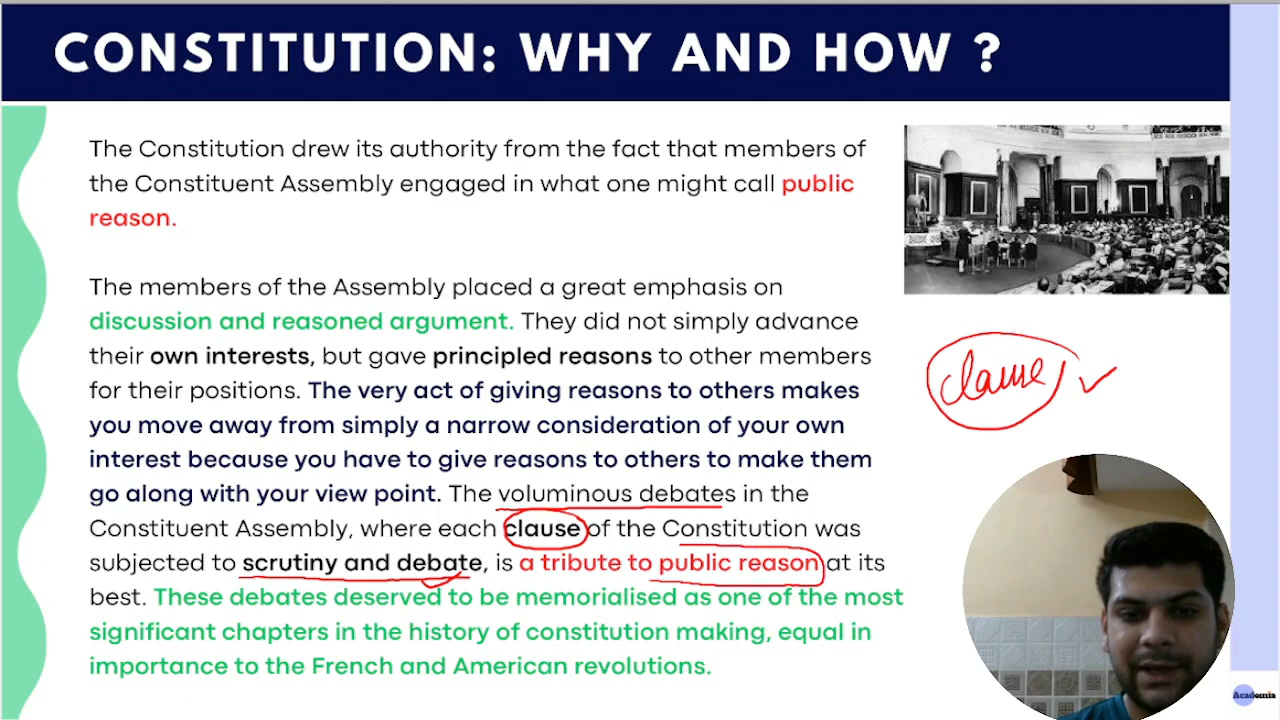 CONSTITUTION: WHY AND HOW ?
The Constitution drew its authority from the fact that members of
the Constituent Assembly engaged in what one might call public
reason.
The members of the Assembly placed a great emphasis on
discussion and reasoned argument. They did not simply advance
their own interests, but gave principled reasons to other members
for their positions. The very act of giving reasons to others makes
you move away from simply a narrow consideration of your own
interest because you have to give reasons to others to make them
go along with your view point. The voluminous debates in the
Constituent Assembly, where each clause of the Constitution was
subjected to scrutiny and debate, is a tribute to public reason at its
best. These debates deserved to be memorialised as one of the most
significant chapters in the history of constitution making, equal in
importance to the French and American revolutions.
clause
Academia